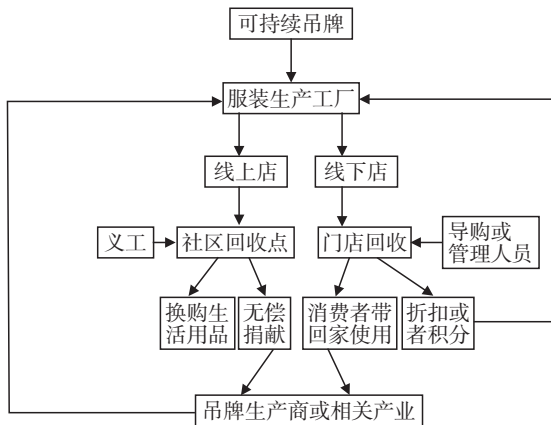 可持续吊牌
服装生产工厂
线上店
线下店
义工
社区回收点
门店回收
导购或
管理人员
换购生
活用品
无偿
捐献
消费者带
回家使用
折扣或
者积分
吊牌生产商或相关产业